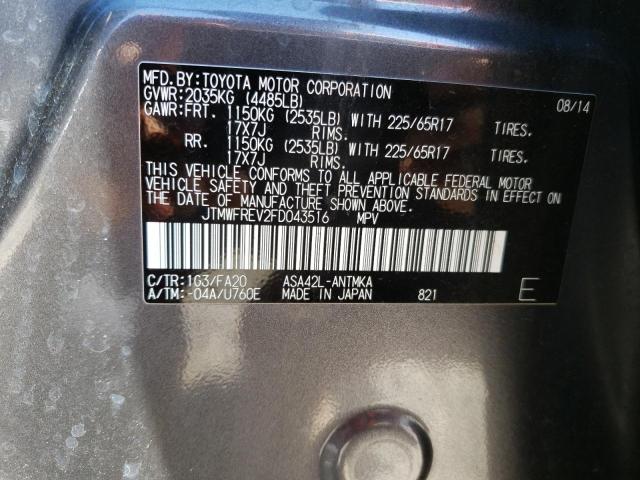 MFD.BY:TOYOTA MOTOR CORPORATION 08/14
GVWR:2035KG (4485LB)
GAWR:FRT. 1150KG (2535LB) WITH 225/65R17 TIRES.
17X7J RIMS.
RR. 1150KG (2535LB) WITH 225/65R17 TIRES.
17X7J RIMS.
THIS VEHICLE CONFORMS TO ALL APPLICABLE FEDERAL MOTOR
VEHICLE SAFETY AND THEFT PREVENTION STANDARDS IN EFFECT ON
THE DATE OF MANUFACTURE SHOWN ABOVE.
JTMWFREV2FD043516 MPV
C/TR:1G3/FA20 ASA42L-ANTMKA
A/TM:-04A/U760E MADE IN JAPAN 821 E